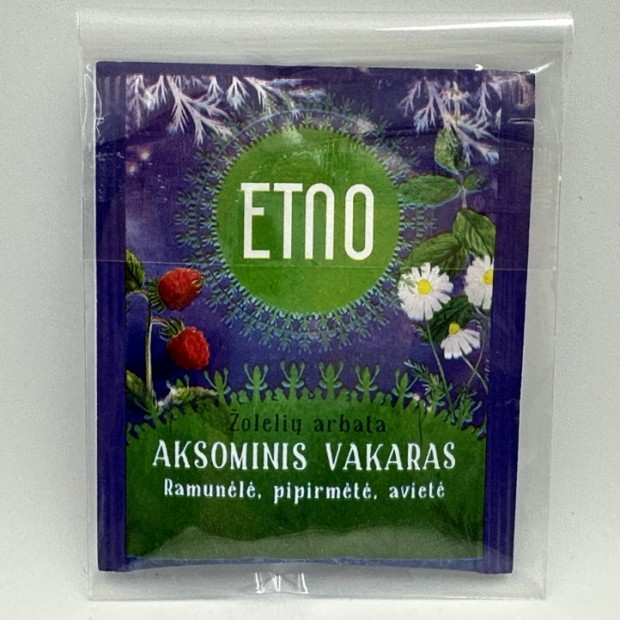 ETNO
Žolelių arbata
AKSOMINIS VAKARAS
Ramunėlė, pipirmėtė, avietė